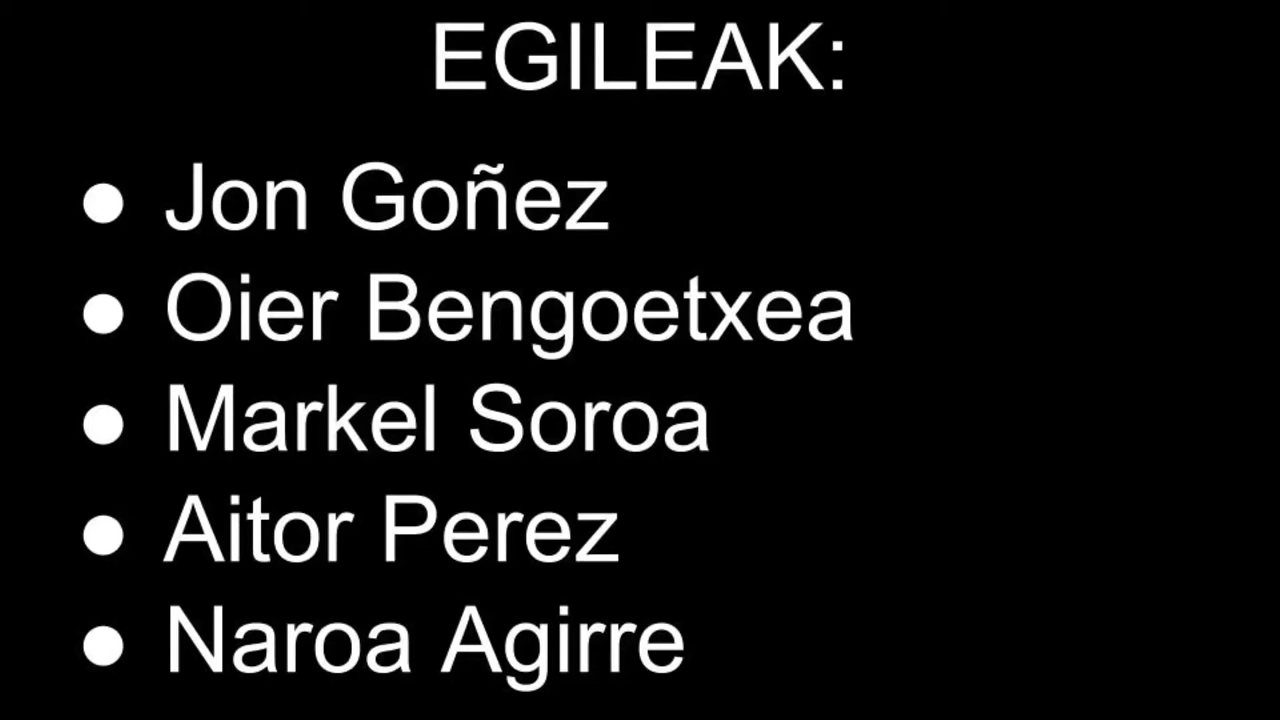 EGILEAK:
● Jon Goñez
● Oier Bengoetxea
● Markel Soroa
● Aitor Perez
● Naroa Agirre